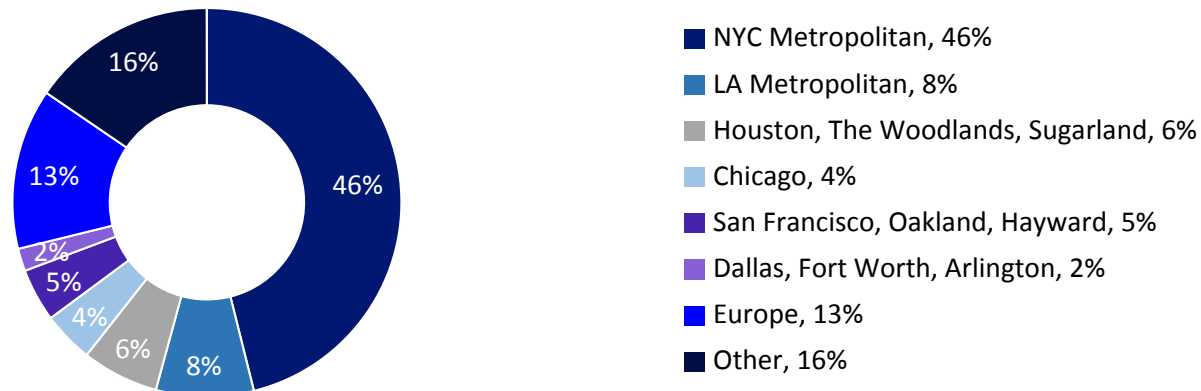 16%
13%
46%
2%
5%
4%
6%
8%
NYC Metropolitan, 46%
LA Metropolitan, 8%
Houston, The Woodlands, Sugarland, 6%
Chicago, 4%
San Francisco, Oakland, Hayward, 5%
Dallas, Fort Worth, Arlington, 2%
Europe, 13%
Other, 16%